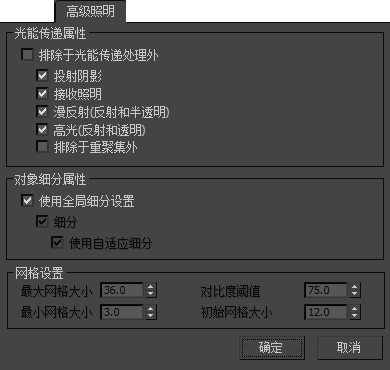 高级照明
光能传递属性
排除于光能传递处理外
投射阴影
接收照明
漫反射(反射和半透明)
高光(反射和透明)
排除于重聚集外
对象细分属性
使用全局细分设置
细分
使用自适应细分
网格设置
最大网格大小 36.0 对比度阈值 75.0
最小网格大小 3.0 初始网格大小 12.0
确定 取消